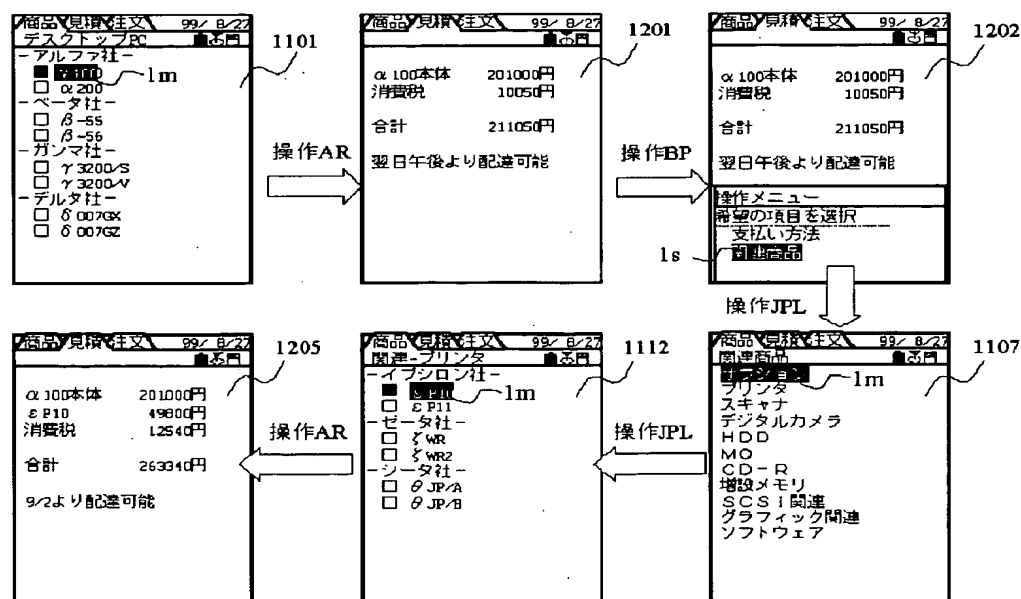 商品 見積 注文 99/ 8/27
デスクトップPC
1101
-アルファ社-
1m
□ α200
-ベータ社-
□ β-55
□ β-56
-ガンマ社-
□ γ3200/S
□ γ3200/V
-デルタ社-
□ δ007GX
□ δ007GZ
操作AR
商品 見積 注文 99/ 8/27
1201
α100本体 201000円
消費税 10050円
合計 211050円
翌日午後より配達可能
操作BP
商品 見積 注文 99/ 8/27
1202
α100本体 201000円
消費税 10050円
合計 211050円
翌日午後より配達可能
操作メニュー
希望の項目を選択
支払い方法
1s 関連商品
操作JPL
商品 見積 注文 99/ 8/27
関連商品
1107
オプション 1m
プリンタ
スキャナ
デジタルカメラ
HDD
MO
CD-R
増設メモリ
SCSI関連
グラフィック関連
ソフトウェア
操作JPL
商品 見積 注文 99/ 8/27
関連-プリンタ
1112
-イプシロン社-
■ εP10 1m
□ εP11
-ゼータ社-
□ ζWR
□ ζWR2
-シータ社-
□ θJP/A
□ θJP/B
操作AR
商品 見積 注文 99/ 8/27
1205
α100本体 201000円
εP10 49800円
消費税 12540円
合計 263340円
9/2より配達可能